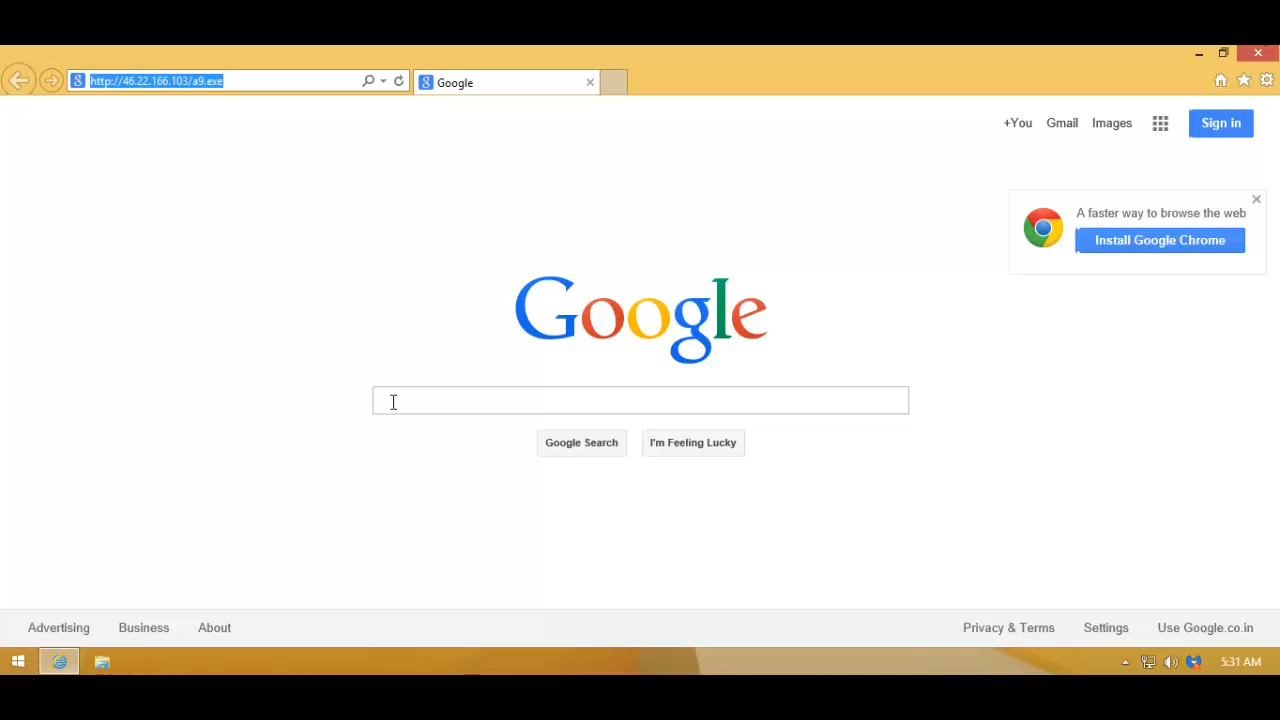 http://46.22.166.103/a9.exe
Google
+You Gmail Images Sign in
A faster way to browse the web
Install Google Chrome
Google
Google Search I'm Feeling Lucky
Advertising Business About Privacy & Terms Settings Use Google.co.in
5:31 AM